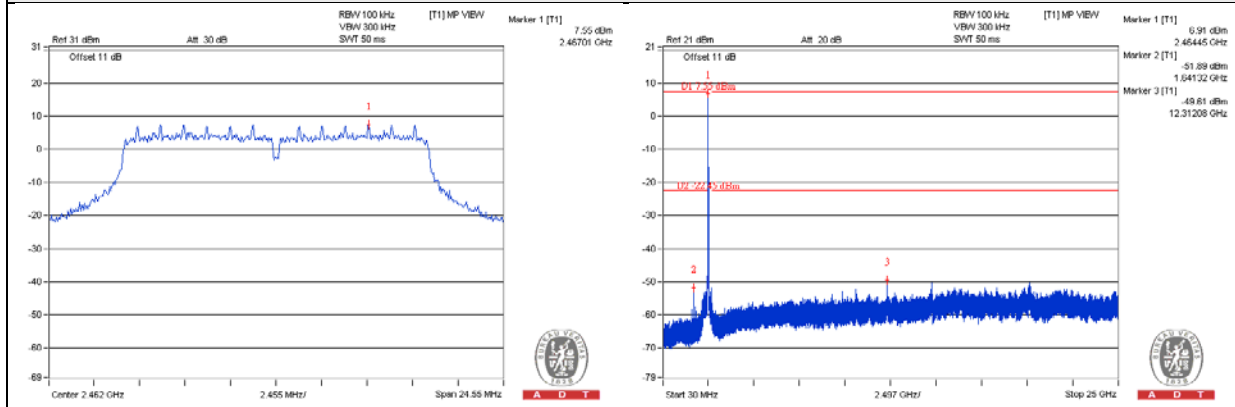 RBW 100 kHz [T1] MP VIEW
VBW 300 kHz
Ref 31 dBm Att 30 dB SWT 50 ms
Marker 1 [T1]
7.55 dBm
2.46701 GHz
31
Offset 11 dB
20
10
0
-10
-20
-30
-40
-50
-60
-69
1
Center 2.462 GHz 2.455 MHz/ Span 24.55 MHz
BUREAU VERITAS
1828
A D T
RBW 100 kHz [T1] MP VIEW
VBW 300 kHz
Ref 21 dBm Att 20 dB SWT 50 ms
Marker 1 [T1]
6.91 dBm
2.46445 GHz
Marker 2 [T1]
-51.89 dBm
1.64132 GHz
Marker 3 [T1]
-49.61 dBm
12.31208 GHz
21
Offset 11 dB
10
0
-10
-20
-30
-40
-50
-60
-70
-79
1
D1 7.55 dBm
D2 -22.45 dBm
2
3
Start 30 MHz 2.497 GHz/ Stop 25 GHz
BUREAU VERITAS
1828
A D T